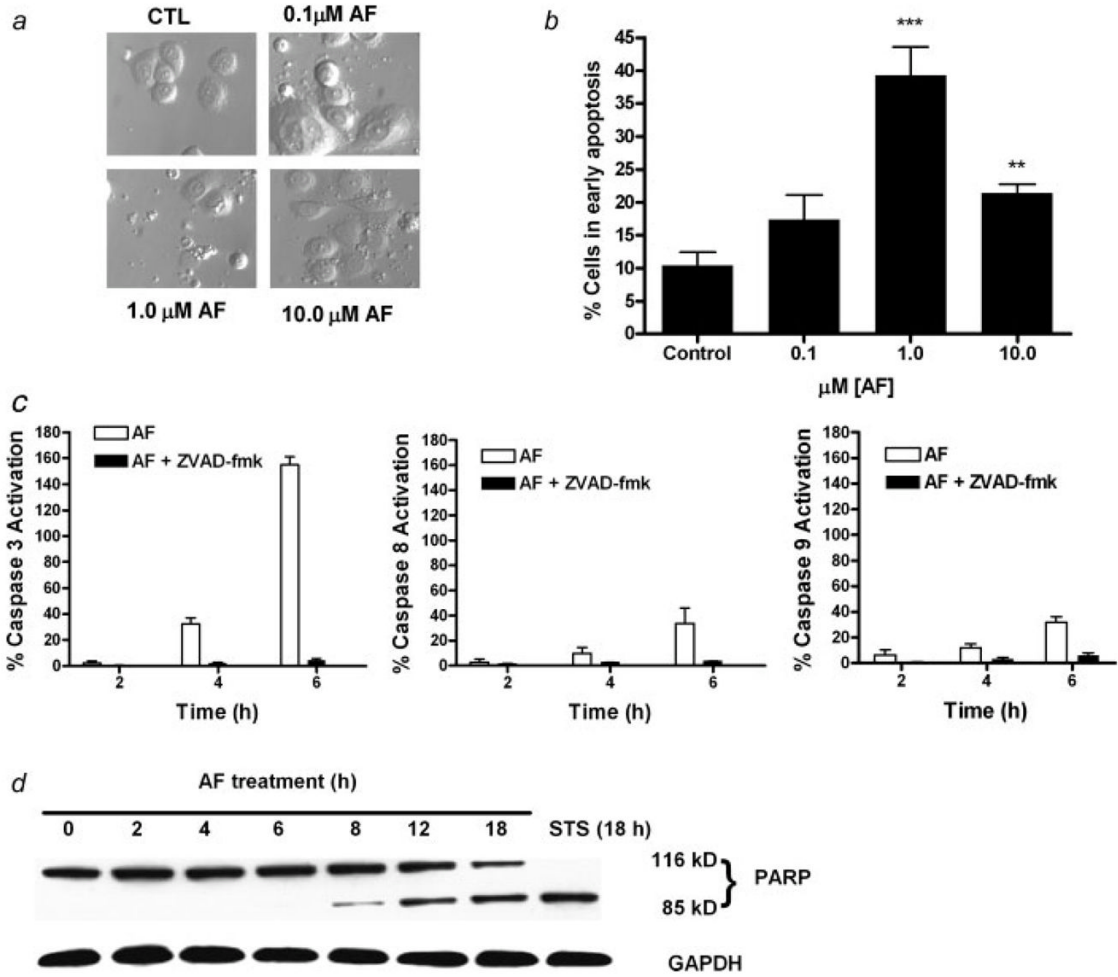 a
CTL
0.1μM AF
1.0 μM AF
10.0 μM AF
b
% Cells in early apoptosis
45
40
35
30
25
20
15
10
5
0
***
**
Control 0.1 1.0 10.0
μM [AF]
c
% Caspase 3 Activation
180
160
140
120
100
80
60
40
20
0
AF
AF + ZVAD-fmk
2 4 6
Time (h)
% Caspase 8 Activation
180
160
140
120
100
80
60
40
20
0
AF
AF + ZVAD-fmk
2 4 6
Time (h)
% Caspase 9 Activation
180
160
140
120
100
80
60
40
20
0
AF
AF + ZVAD-fmk
2 4 6
Time (h)
d
AF treatment (h)
0 2 4 6 8 12 18 STS (18 h)
116 kD
85 kD
} PARP
GAPDH